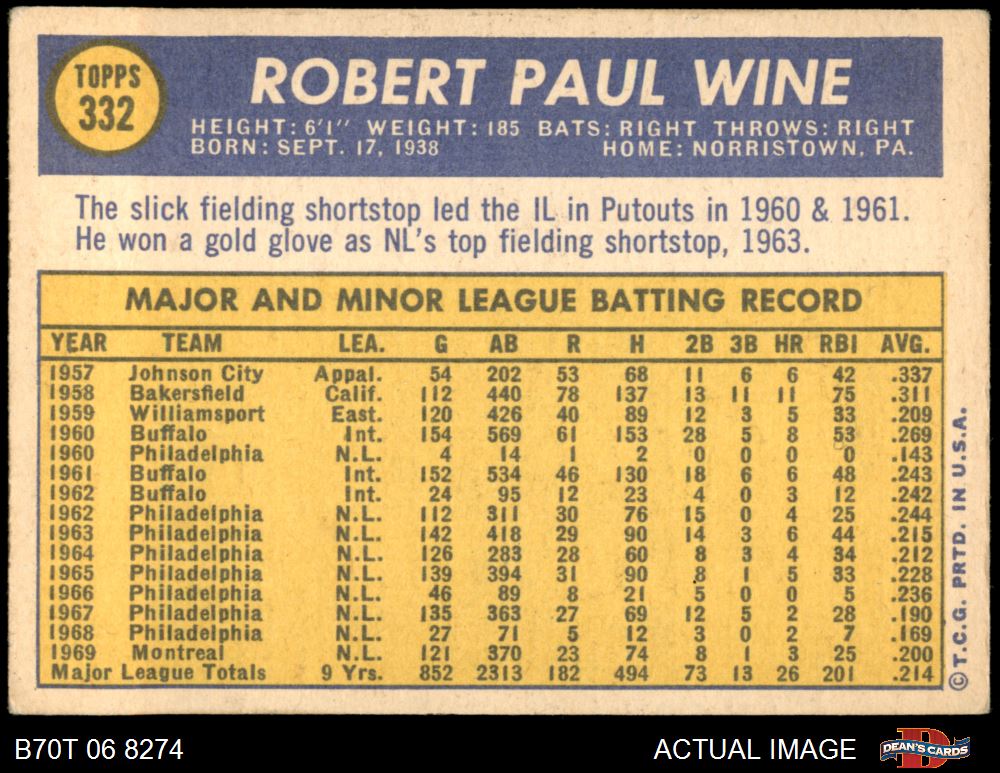 TOPPS
332
ROBERT PAUL WINE
HEIGHT: 6'1" WEIGHT: 185 BATS: RIGHT THROWS: RIGHT
BORN: SEPT. 17, 1938 HOME: NORRISTOWN, PA.
The slick fielding shortstop led the IL in Putouts in 1960 & 1961.
He won a gold glove as NL's top fielding shortstop, 1963.
MAJOR AND MINOR LEAGUE BATTING RECORD
YEAR TEAM LEA. G AB R H 2B 3B HR RBI AVG.
1957 Johnson City Appal. 54 202 53 68 11 6 6 42 .337
1958 Bakersfield Calif. 112 440 78 137 13 11 11 75 .311
1959 Williamsport East. 120 426 40 89 12 3 5 33 .209
1960 Buffalo Int. 154 569 61 153 28 5 8 53 .269
1960 Philadelphia N.L. 4 14 1 2 0 0 0 0 .143
1961 Buffalo Int. 152 534 46 130 18 6 6 48 .243
1962 Buffalo Int. 24 95 12 23 4 0 3 12 .242
1962 Philadelphia N.L. 112 311 30 76 15 0 4 25 .244
1963 Philadelphia N.L. 142 418 29 90 14 3 6 44 .215
1964 Philadelphia N.L. 126 283 28 60 8 3 4 34 .212
1965 Philadelphia N.L. 139 394 31 90 8 1 5 33 .228
1966 Philadelphia N.L. 46 89 8 21 5 0 0 5 .236
1967 Philadelphia N.L. 135 363 27 69 12 5 2 28 .190
1968 Philadelphia N.L. 27 71 5 12 3 0 2 7 .169
1969 Montreal N.L. 121 370 23 74 8 1 3 25 .200
Major League Totals 9 Yrs. 852 2313 182 494 73 13 26 201 .214
©T.C.G. PRTD. IN U.S.A.
B70T 06 8274 ACTUAL IMAGE
DEAN'S CARDS